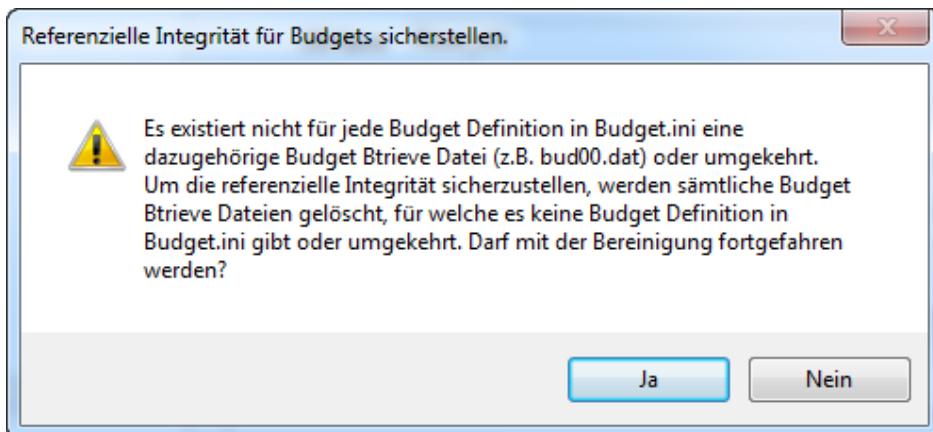 Referenzielle Integrität für Budgets sicherstellen.
Es existiert nicht für jede Budget Definition in Budget.ini eine
dazugehörige Budget Btrieve Datei (z.B. bud00.dat) oder umgekehrt.
Um die referenzielle Integrität sicherzustellen, werden sämtliche Budget
Btrieve Dateien gelöscht, für welche es keine Budget Definition in
Budget.ini gibt oder umgekehrt. Darf mit der Bereinigung fortgefahren
werden?
Ja
Nein